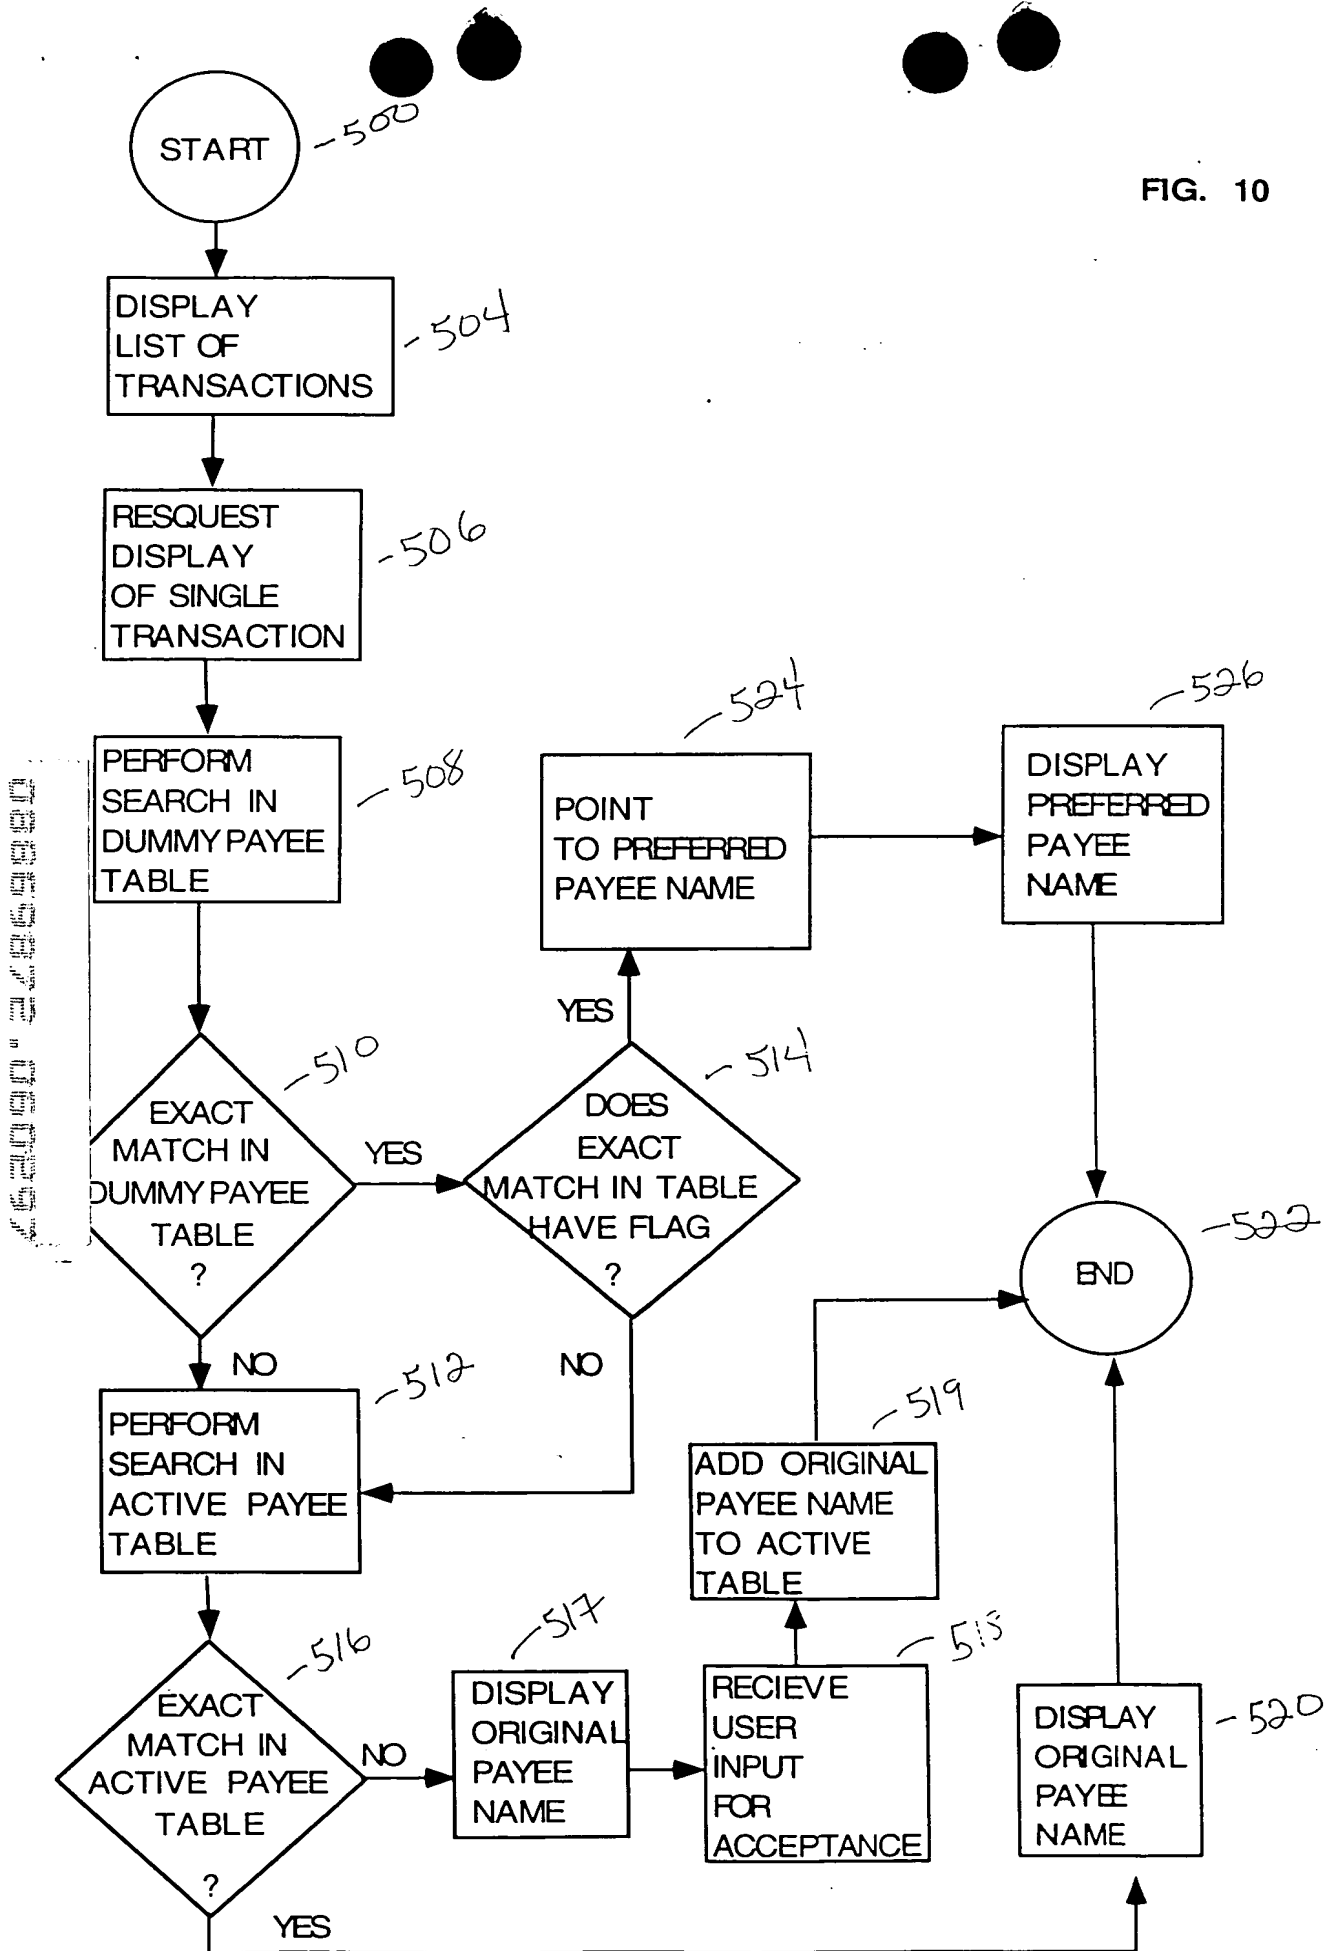 START
500
FIG. 10
DISPLAY
LIST OF
TRANSACTIONS
504
RESQUEST
DISPLAY
OF SINGLE
TRANSACTION
506
PERFORM
SEARCH IN
DUMMY PAYEE
TABLE
508
POINT
TO PREFERRED
PAYEE NAME
524
DISPLAY
PREFERRED
PAYEE
NAME
526
EXACT
MATCH IN
DUMMY PAYEE
TABLE
?
510
YES
NO
DOES
EXACT
MATCH IN TABLE
HAVE FLAG
?
514
YES
NO
END
522
PERFORM
SEARCH IN
ACTIVE PAYEE
TABLE
512
ADD ORIGINAL
PAYEE NAME
TO ACTIVE
TABLE
519
EXACT
MATCH IN
ACTIVE PAYEE
TABLE
?
516
NO
YES
DISPLAY
ORIGINAL
PAYEE
NAME
517
RECIEVE
USER
INPUT
FOR
ACCEPTANCE
DISPLAY
ORIGINAL
PAYEE
NAME
520
08869872.060297